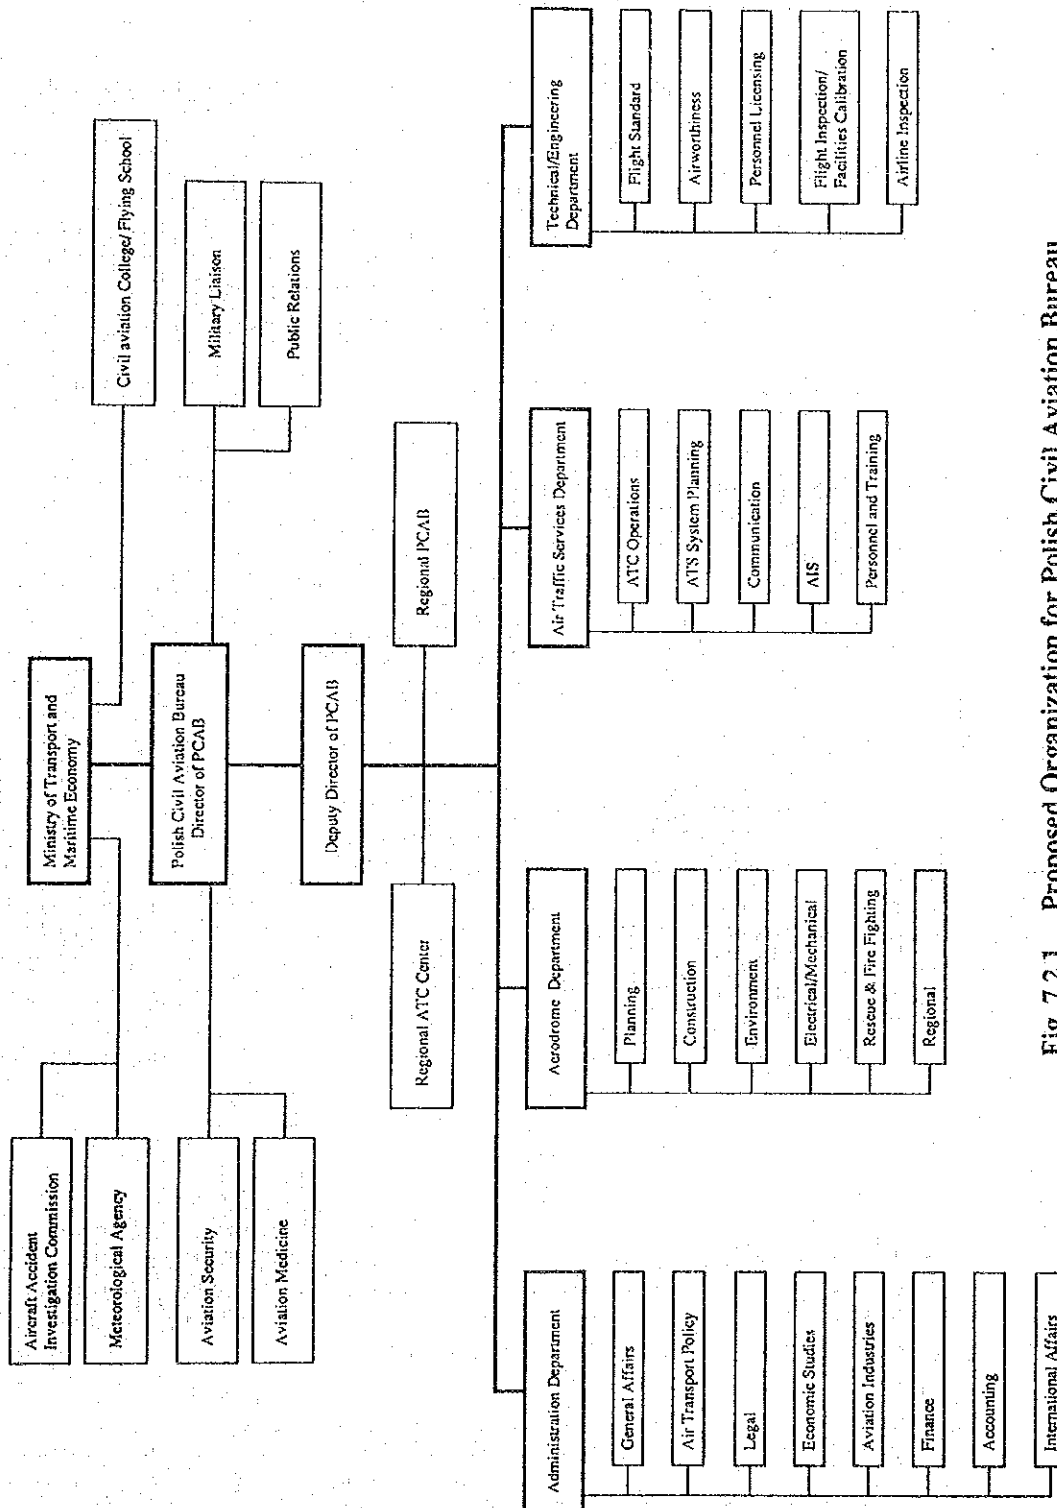 Ministry of Transport and
Maritime Economy
Aircraft Accident
Investigation Commission
Meteorological Agency
Civil aviation College/ Flying School
Polish Civil Aviation Bureau
Director of PCAB
Aviation Security
Aviation Medicine
Military Liaison
Public Relations
Deputy Director of PCAB
Regional ATC Center
Regional PCAB
Administration Department
General Affairs
Air Transport Policy
Legal
Economic Studies
Aviation Industries
Finance
Accounting
International Affairs
Aerodrome Department
Planning
Construction
Environment
Electrical/Mechanical
Rescue & Fire Fighting
Regional
Air Traffic Services Department
ATC Operations
ATS System Planning
Communication
AIS
Personnel and Training
Technical/Engineering
Department
Flight Standard
Airworthiness
Personnel Licensing
Flight Inspection/
Facilities Calibration
Airline Inspection
Fig. 7.2.1 Proposed Organization for Polish Civil Aviation Bureau